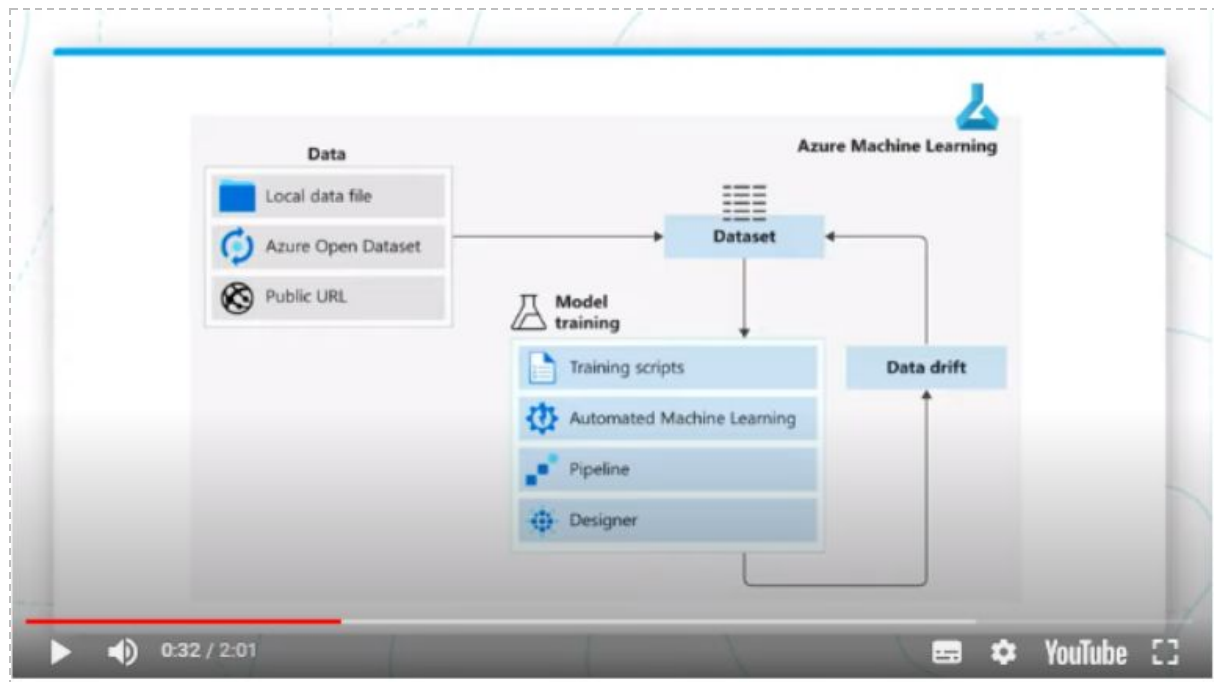 Azure Machine Learning
Data
Local data file
Azure Open Dataset
Public URL
Dataset
Model
training
Training scripts
Automated Machine Learning
Pipeline
Designer
Data drift
0:32 / 2:01
YouTube